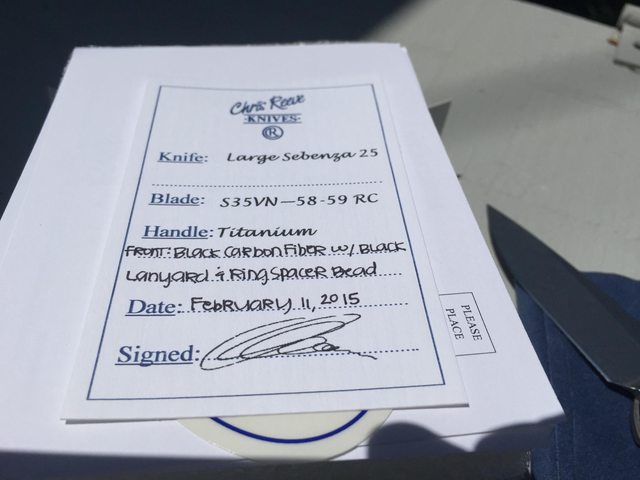 Chris Reeve
KNIVES
R
Knife: Large Sebenza 25
Blade: S35VN-58-59 RC
Handle: Titanium
FRONT: Black Carbon Fiber w/ Black
Lanyard & Ring Spacer Bead
Date: February 11, 2015
Signed:
PLEASE
PLACE